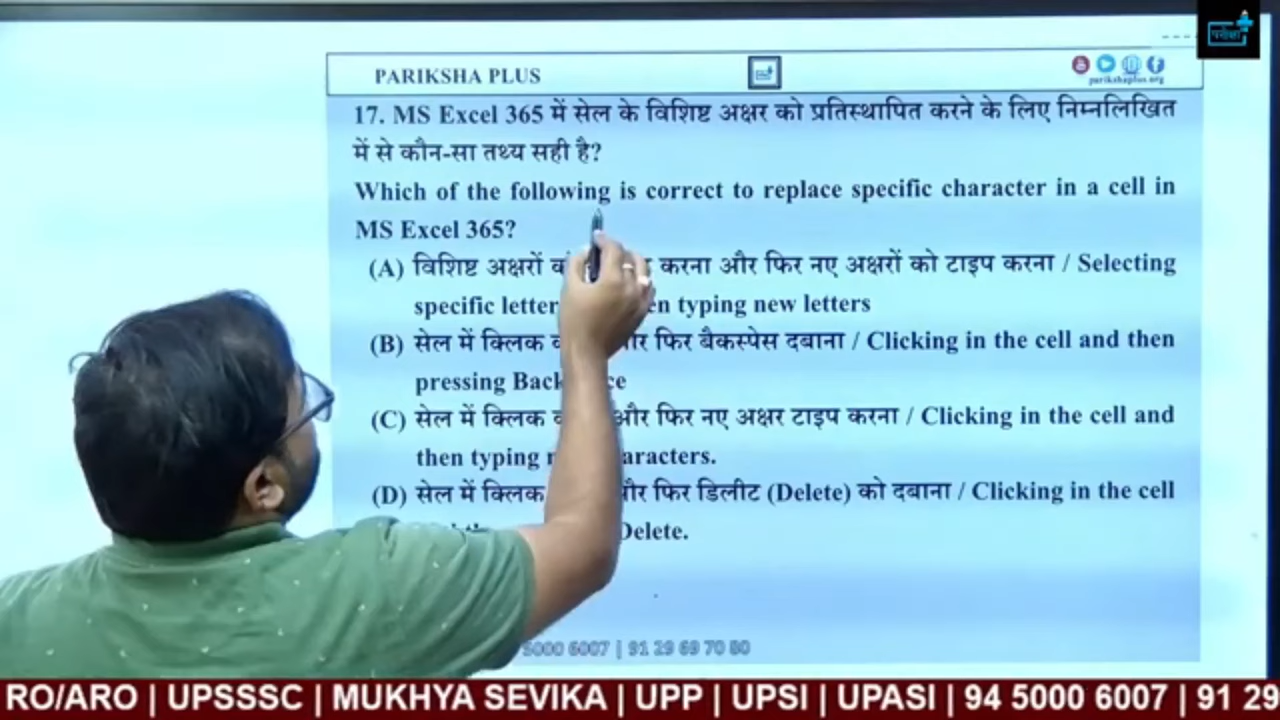 परीक्षा
PARIKSHA PLUS
parikshaplus.org
17. MS Excel 365 में सेल के विशिष्ट अक्षर को प्रतिस्थापित करने के लिए निम्नलिखित
में से कौन-सा तथ्य सही है?
Which of the following is correct to replace specific character in a cell in
MS Excel 365?
(A) विशिष्ट अक्षरों करना और फिर नए अक्षरों को टाइप करना / Selecting
specific typing new letters
(B) सेल में क्लिक फिर बैकस्पेस दबाना / Clicking in the cell and then
pressing
(C) सेल में क्लिक और फिर नए अक्षर टाइप करना / Clicking in the cell and
then typing
(D) सेल में क्लिक फिर डिलीट (Delete) को दबाना / Clicking in the cell
Delete.
5000 6007 | 91 29 69 70 80
RO/ARO | UPSSSC | MUKHYA SEVIKA | UPP | UPSI | UPASI | 94 5000 6007 | 91 29